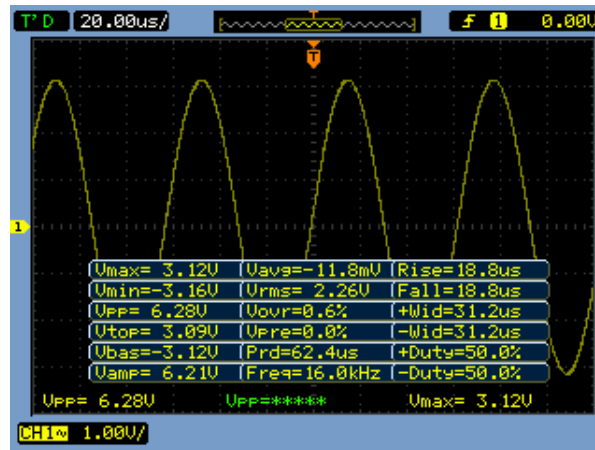 T'D 20.00us/ T f 1 0.00V
T
1
Vmax= 3.12V Vavg=-11.8mV Rise=18.8us
Vmin=-3.16V Vrms= 2.26V Fall=18.8us
VPP= 6.28V Vovr=0.6% +Wid=31.2us
Vtop= 3.09V Vpre=0.0% -Wid=31.2us
Vbas=-3.12V Prd=62.4us +Duty=50.0%
Vamp= 6.21V Freq=16.0kHz -Duty=50.0%
VPP= 6.28V VPP=***** Vmax= 3.12V
CH1~ 1.00V/